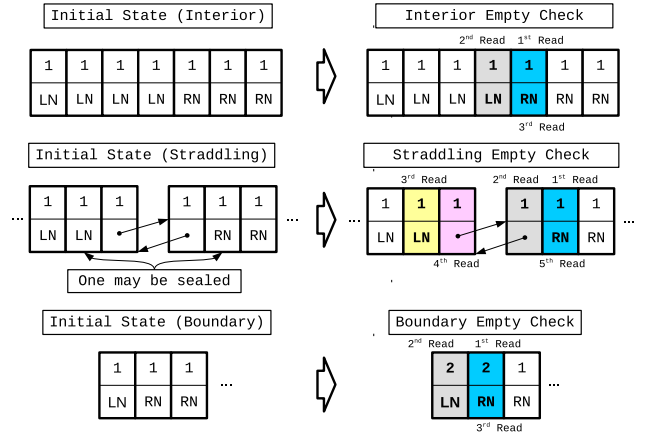 Initial State (Interior)
Interior Empty Check
2nd Read 1st Read
1 1 1 1 1 1 1
LN LN LN LN RN RN RN
1 1 1 1 1 1 1
LN LN LN LN RN RN RN
3rd Read
Initial State (Straddling)
Straddling Empty Check
3rd Read
2nd Read 1st Read
1 1 1
1 1 1
1 1 1
1 1 1
... LN LN
RN RN ...
... LN LN
RN RN ...
4th Read
5th Read
One may be sealed
Initial State (Boundary)
Boundary Empty Check
2nd Read 1st Read
1 1 1
LN RN RN ...
2 2 1
LN RN RN ...
3rd Read